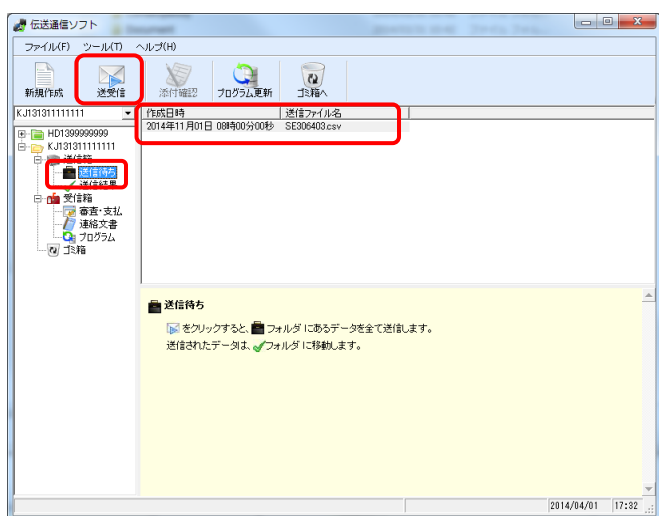 伝送通信ソフト
ファイル(F) ツール(T) ヘルプ(H)
新規作成 送受信 添付確認 プログラム更新 ゴミ箱へ
KJ131311111111
作成日時 送信ファイル名
2014年11月01日 08時00分00秒 SE306403.csv
HD1399999999
KJ131311111111
送信箱
送信待ち
送信結果
受信箱
審査・支払
連絡文書
プログラム
ゴミ箱
送信待ち
をクリックすると、フォルダにあるデータを全て送信します。
送信されたデータは、フォルダに移動します。
2014/04/01 17:32